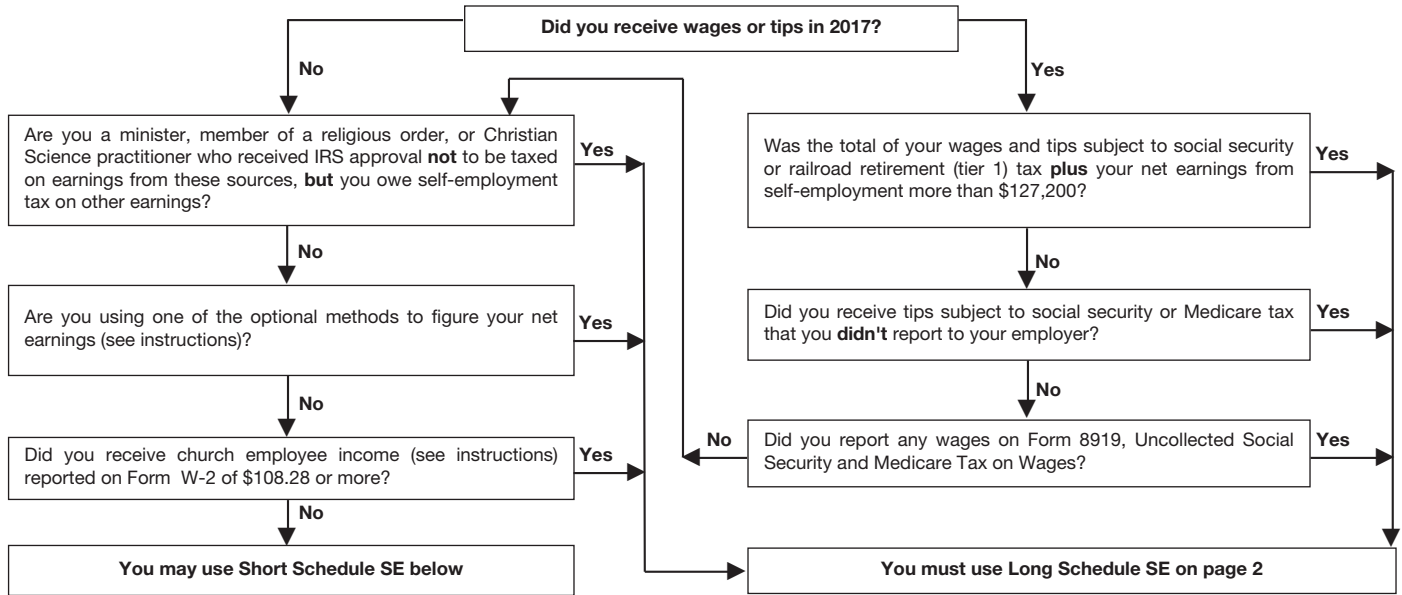 Did you receive wages or tips in 2017?
No
Yes
Are you a minister, member of a religious order, or Christian
Science practitioner who received IRS approval not to be taxed
on earnings from these sources, but you owe self-employment
tax on other earnings?
Yes
Was the total of your wages and tips subject to social security
or railroad retirement (tier 1) tax plus your net earnings from
self-employment more than $127,200?
Yes
No
No
Are you using one of the optional methods to figure your net
earnings (see instructions)?
Yes
Did you receive tips subject to social security or Medicare tax
that you didn't report to your employer?
Yes
No
No
Did you receive church employee income (see instructions)
reported on Form W-2 of $108.28 or more?
Yes
No
Did you report any wages on Form 8919, Uncollected Social
Security and Medicare Tax on Wages?
Yes
No
You may use Short Schedule SE below
You must use Long Schedule SE on page 2